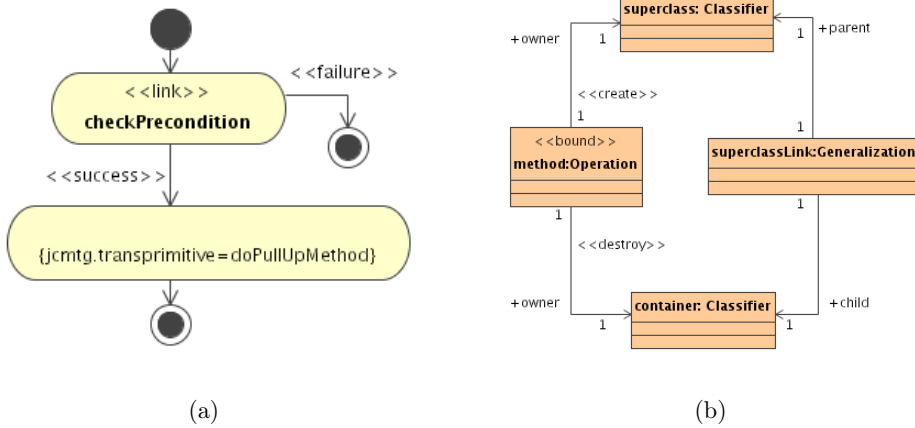 <<link>>
checkPrecondition
<<failure>>
<<success>>
{jcmtg.transprimitive=doPullUpMethod}
(a)
superclass: Classifier
+owner
1
1
+parent
<<create>>
1
1
<<bound>>
method:Operation
superclassLink:Generalization
1
1
<<destroy>>
+owner
+child
container: Classifier
1
1
(b)